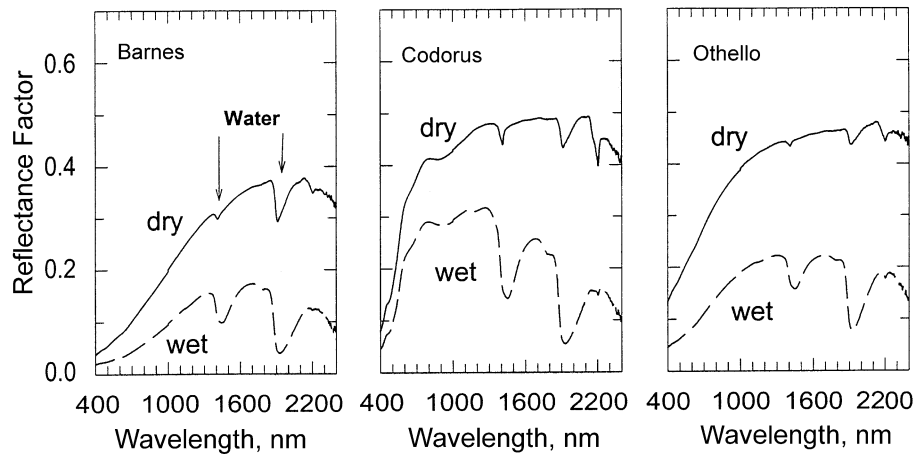 Barnes
Codorus
Othello
Reflectance Factor
0.6
0.4
0.2
0.0
Water
dry
wet
dry
wet
dry
wet
400 1000 1600 2200
400 1000 1600 2200
400 1000 1600 2200
Wavelength, nm
Wavelength, nm
Wavelength, nm